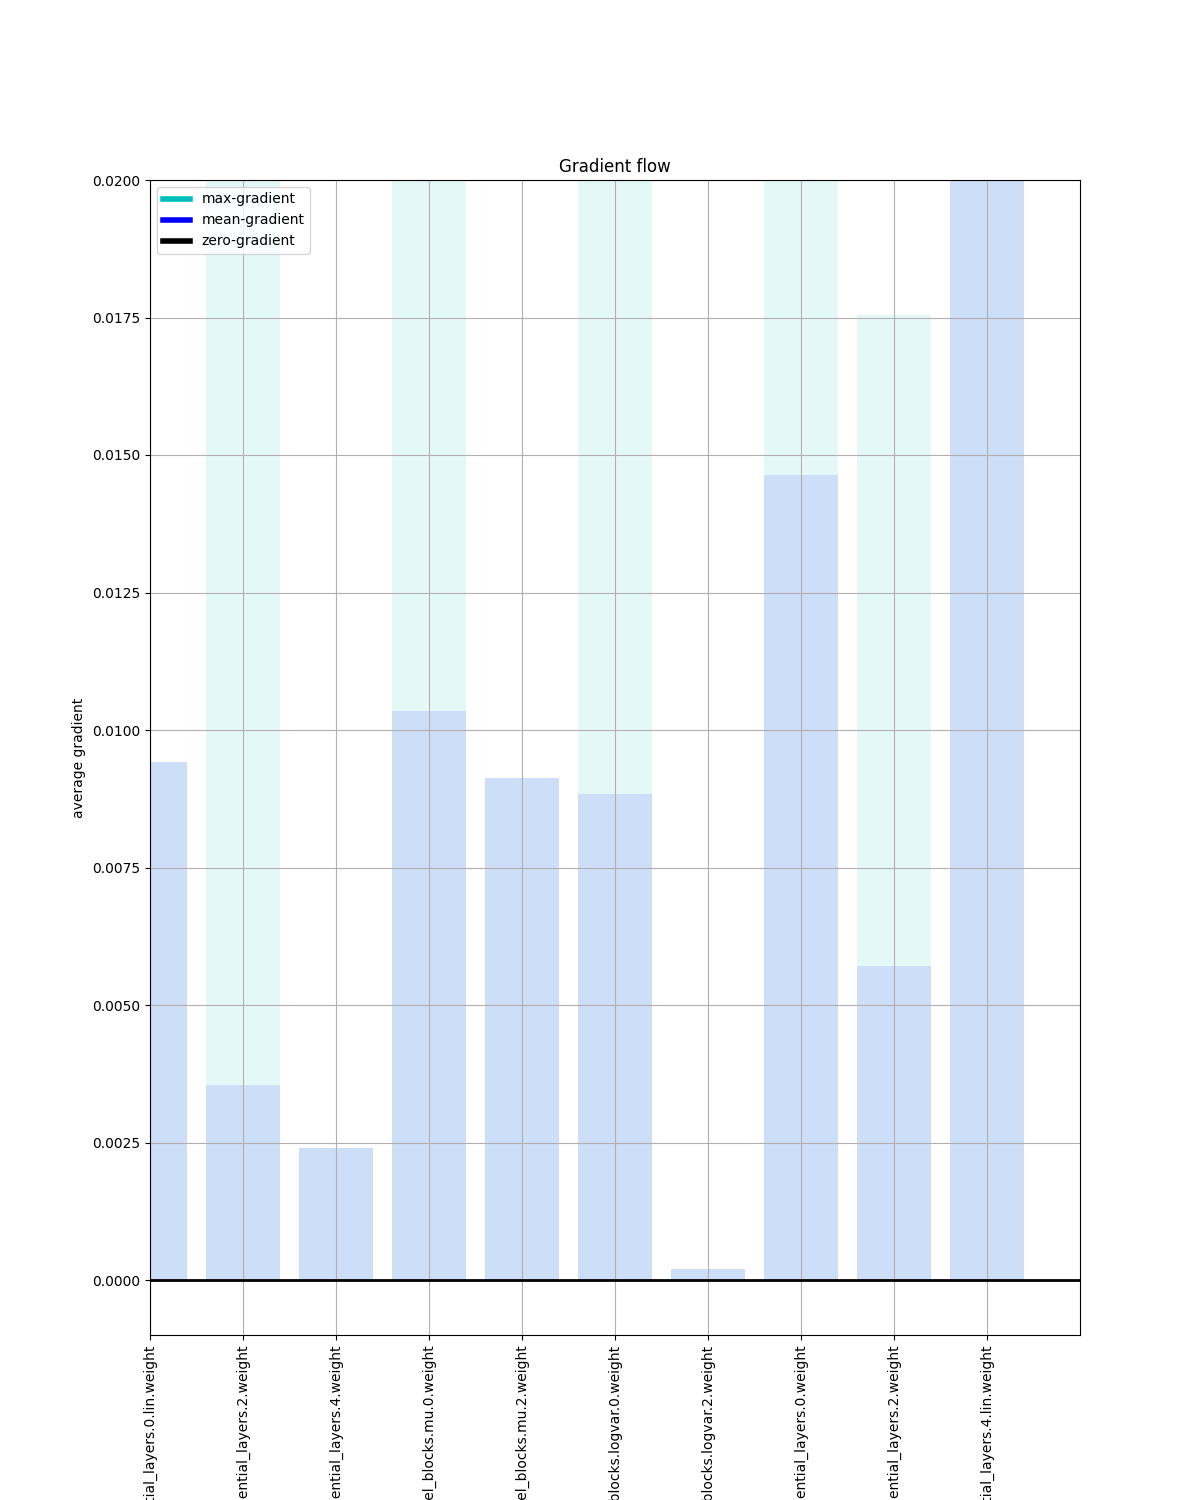 Gradient flow
max-gradient
mean-gradient
zero-gradient
0.0200
0.0175
0.0150
0.0125
0.0100
0.0075
0.0050
0.0025
0.0000
average gradient
tial_layers.0.lin.weight
ential_layers.2.weight
ential_layers.4.weight
el_blocks.mu.0.weight
el_blocks.mu.2.weight
blocks.logvar.0.weight
blocks.logvar.2.weight
ential_layers.0.weight
ential_layers.2.weight
tial_layers.4.lin.weight